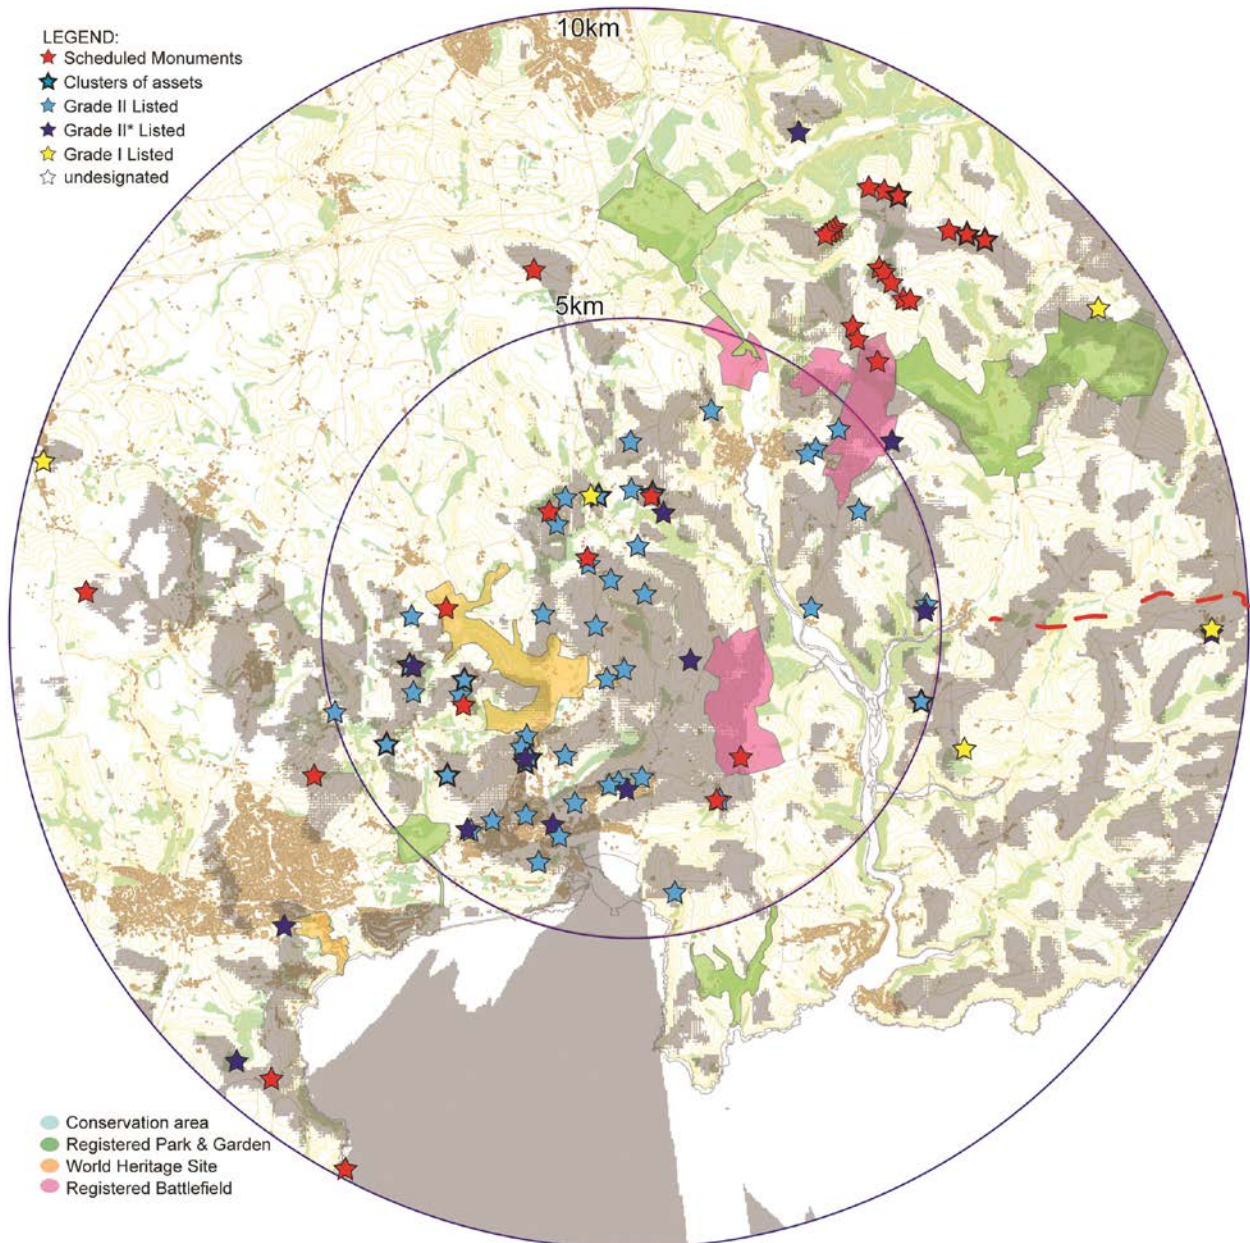 10km
LEGEND:
Scheduled Monuments
Clusters of assets
Grade II Listed
Grade II* Listed
Grade I Listed
undesignated
5km
Conservation area
Registered Park & Garden
World Heritage Site
Registered Battlefield